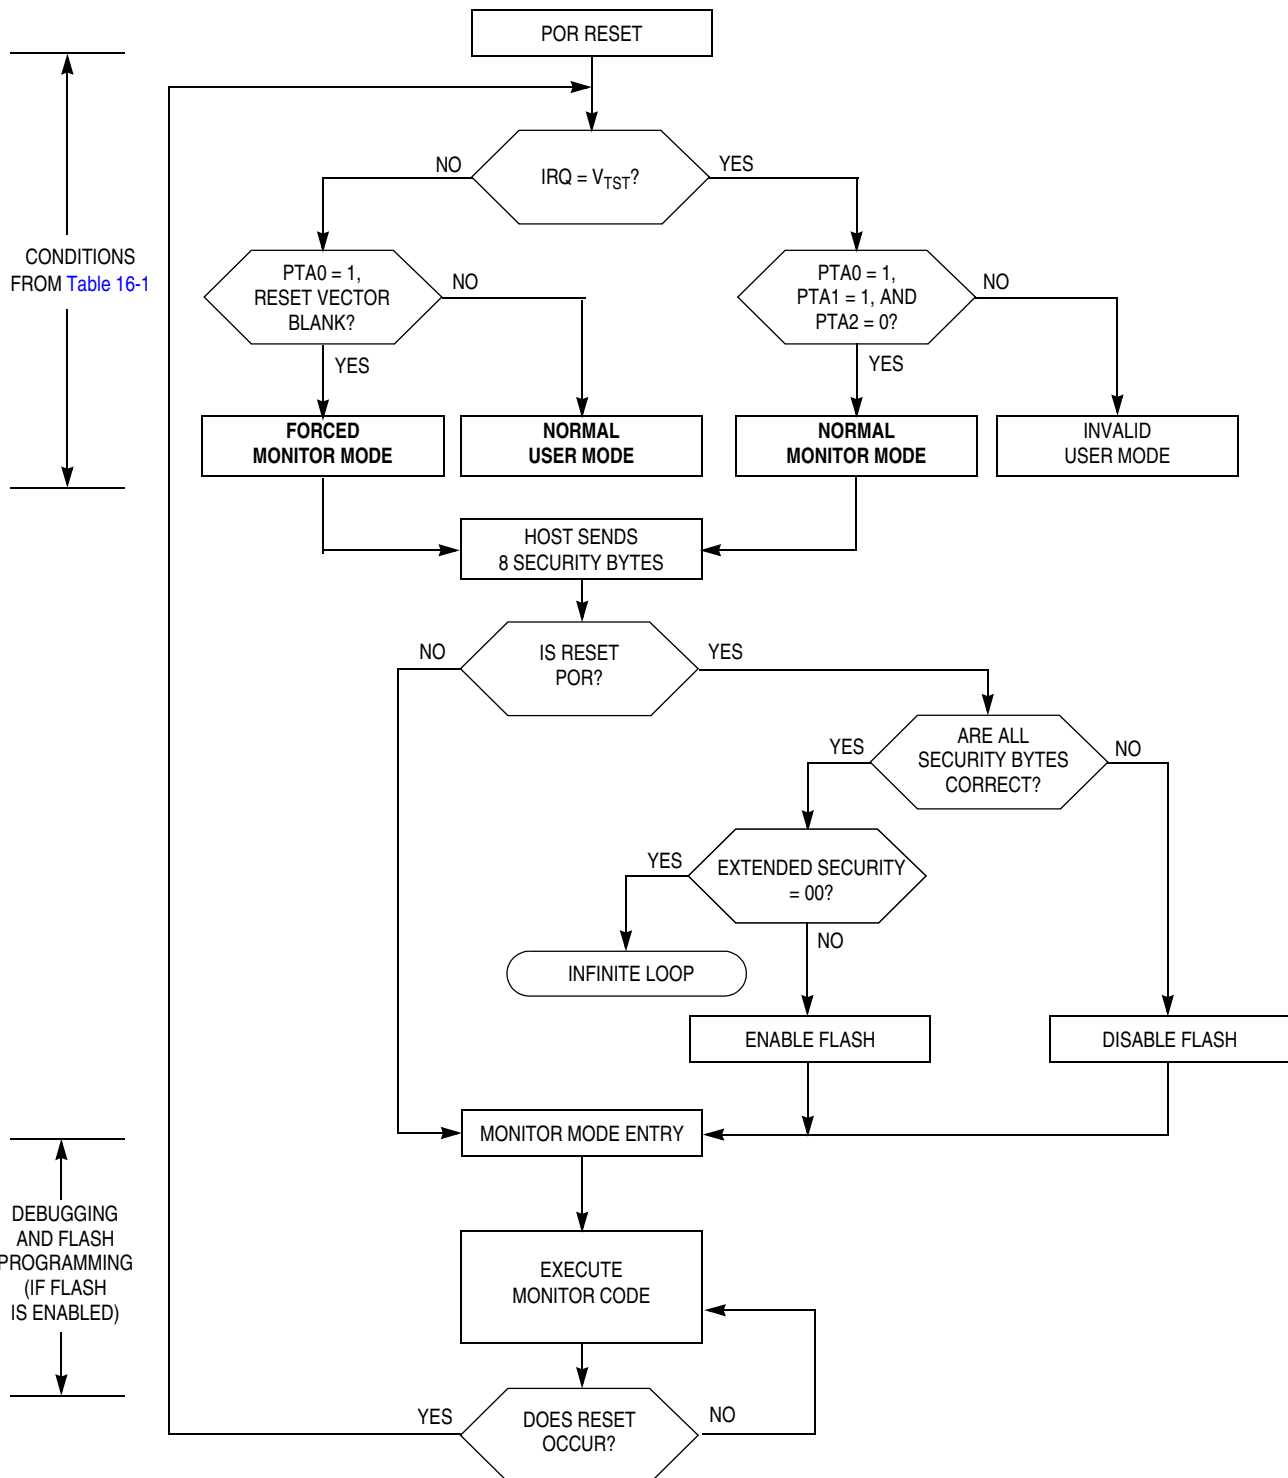 POR RESET
IRQ = VTST?
NO
YES
CONDITIONS
FROM Table 16-1
PTA0 = 1,
RESET VECTOR
BLANK?
NO
YES
PTA0 = 1,
PTA1 = 1, AND
PTA2 = 0?
NO
YES
FORCED
MONITOR MODE
NORMAL
USER MODE
NORMAL
MONITOR MODE
INVALID
USER MODE
HOST SENDS
8 SECURITY BYTES
IS RESET
POR?
NO
YES
ARE ALL
SECURITY BYTES
CORRECT?
YES
NO
EXTENDED SECURITY
= 00?
YES
NO
INFINITE LOOP
ENABLE FLASH
DISABLE FLASH
MONITOR MODE ENTRY
DEBUGGING
AND FLASH
PROGRAMMING
(IF FLASH
IS ENABLED)
EXECUTE
MONITOR CODE
DOES RESET
OCCUR?
YES
NO